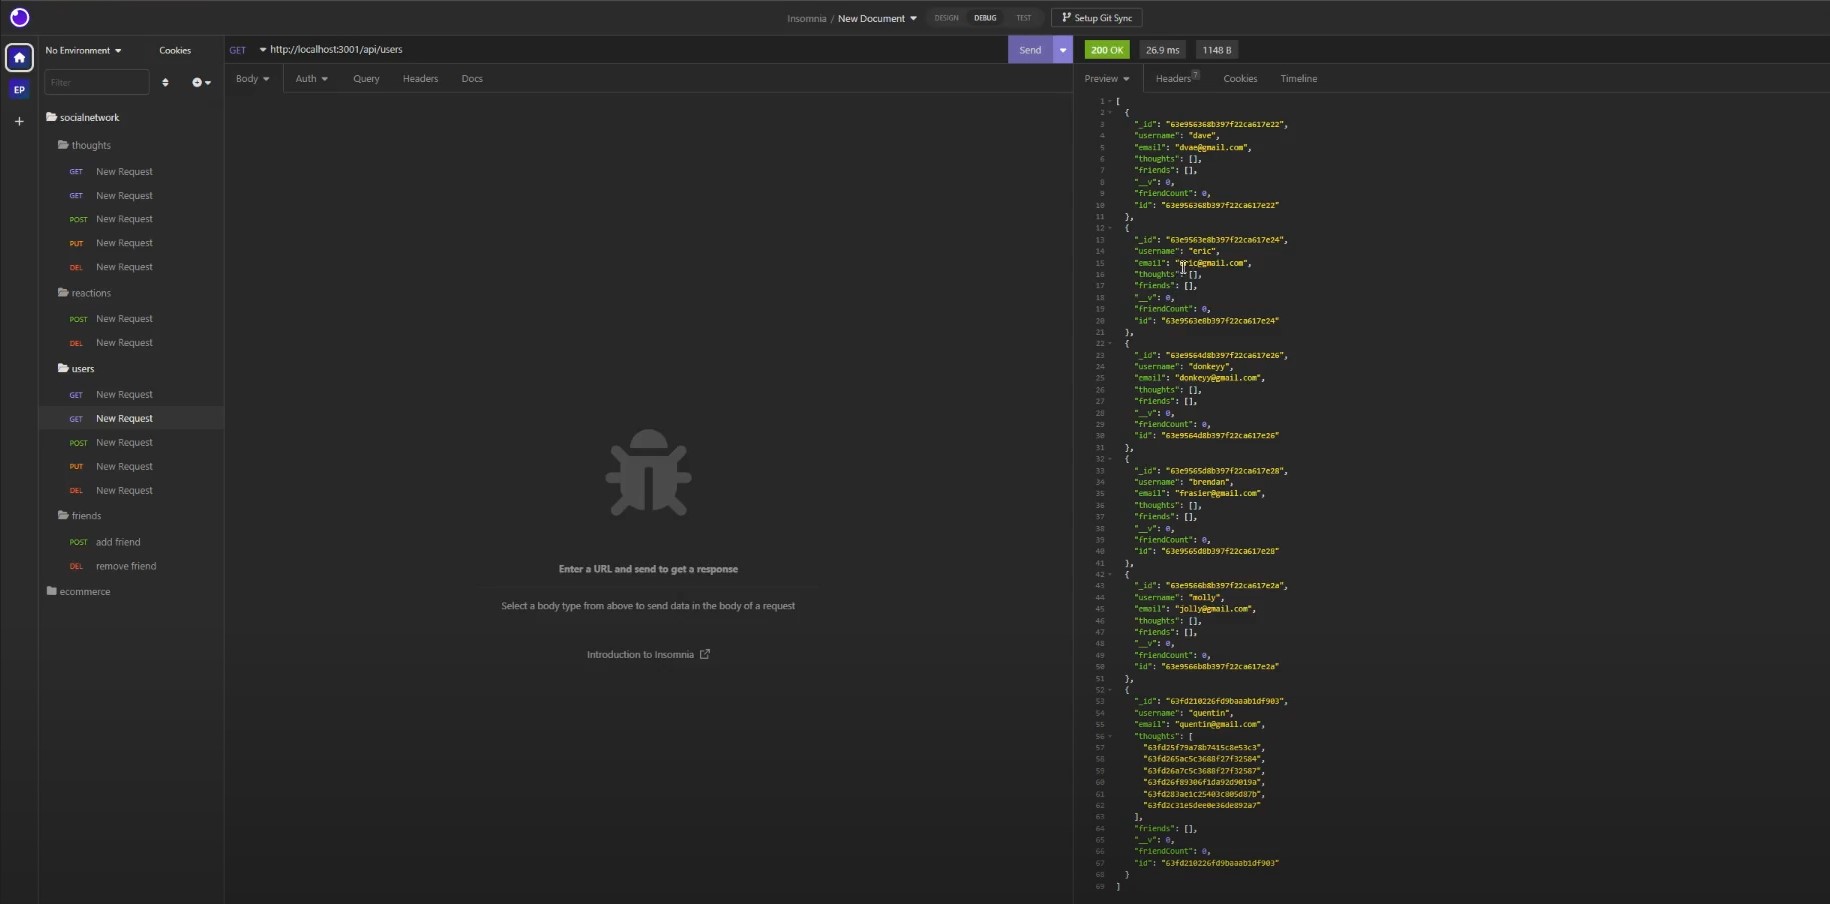 Insomnia / New Document
DESIGN
DEBUG
TEST
Setup Git Sync
No Environment
Cookies
GET
http://localhost:3001/api/users
Send
200 OK
26.9 ms
1148 B
EP
Filter
Body
Auth
Query
Headers
Docs
Preview
Headers 7
Cookies
Timeline
socialnetwork
thoughts
GET New Request
GET New Request
POST New Request
PUT New Request
DEL New Request
reactions
POST New Request
DEL New Request
users
GET New Request
GET New Request
POST New Request
PUT New Request
DEL New Request
friends
POST add friend
DEL remove friend
ecommerce
Enter a URL and send to get a response
Select a body type from above to send data in the body of a request
Introduction to Insomnia
1 [
2 {
3 "_id": "63e956368b397f22ca617e22",
4 "username": "dave",
5 "email": "dvae@gmail.com",
6 "thoughts": [],
7 "friends": [],
8 "__v": 0,
9 "friendCount": 0,
10 "id": "63e956368b397f22ca617e22"
11 },
12 {
13 "_id": "63e9563e8b397f22ca617e24",
14 "username": "eric",
15 "email": "eric@gmail.com",
16 "thoughts": [],
17 "friends": [],
18 "__v": 0,
19 "friendCount": 0,
20 "id": "63e9563e8b397f22ca617e24"
21 },
22 {
23 "_id": "63e9564d8b397f22ca617e26",
24 "username": "donkeyy",
25 "email": "donkeyy@gmail.com",
26 "thoughts": [],
27 "friends": [],
28 "__v": 0,
29 "friendCount": 0,
30 "id": "63e9564d8b397f22ca617e26"
31 },
32 {
33 "_id": "63e9565d8b397f22ca617e28",
34 "username": "brendan",
35 "email": "frasier@gmail.com",
36 "thoughts": [],
37 "friends": [],
38 "__v": 0,
39 "friendCount": 0,
40 "id": "63e9565d8b397f22ca617e28"
41 },
42 {
43 "_id": "63e9566b8b397f22ca617e2a",
44 "username": "molly",
45 "email": "jolly@gmail.com",
46 "thoughts": [],
47 "friends": [],
48 "__v": 0,
49 "friendCount": 0,
50 "id": "63e9566b8b397f22ca617e2a"
51 },
52 {
53 "_id": "63fd210226fd9baaab1df903",
54 "username": "quentin",
55 "email": "quentin@gmail.com",
56 "thoughts": [
57 "63fd25f79a78b7415c8e53c3",
58 "63fd265ac5c3688f27f32584",
59 "63fd26a7c5c3688f27f32587",
60 "63fd26f89306f1da92d9019a",
61 "63fd283ae1c25403c805d87b",
62 "63fd2c31e5dee0e36de892a7"
63 ],
64 "friends": [],
65 "__v": 0,
66 "friendCount": 0,
67 "id": "63fd210226fd9baaab1df903"
68 }
69 ]